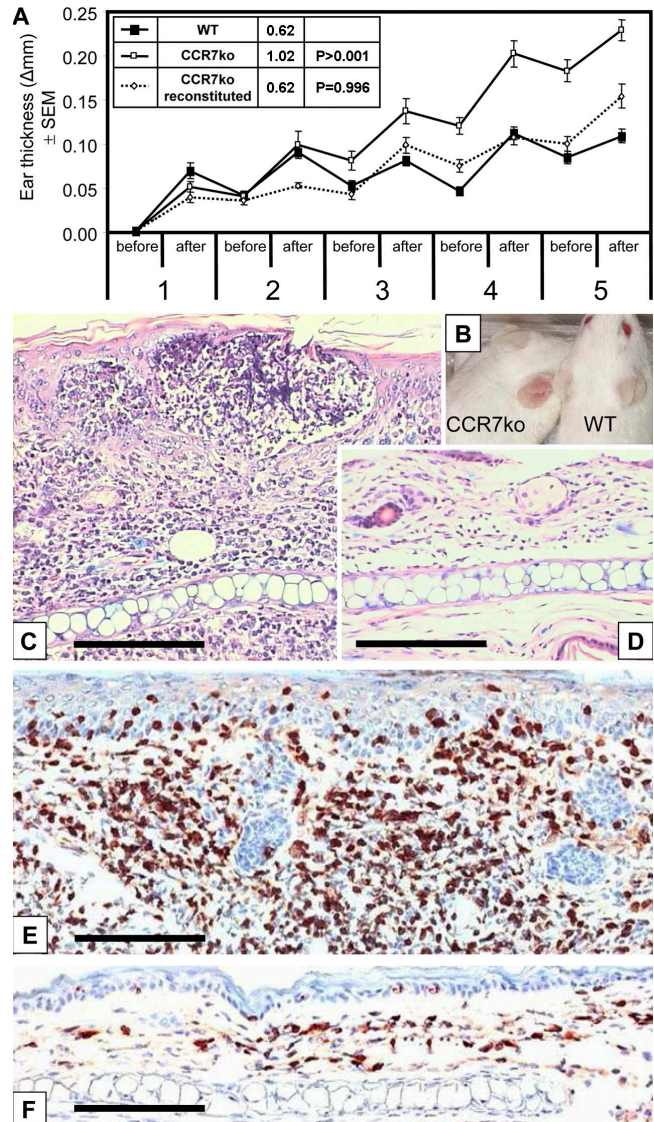 A
Ear thickness (Δmm)
± SEM
0.25
0.20
0.15
0.10
0.05
0.00
WT 0.62
CCR7ko 1.02 P>0.001
CCR7ko
reconstituted 0.62 P=0.996
before after before after before after before after before after
1 2 3 4 5
B
CCR7ko WT
C
D
E
F